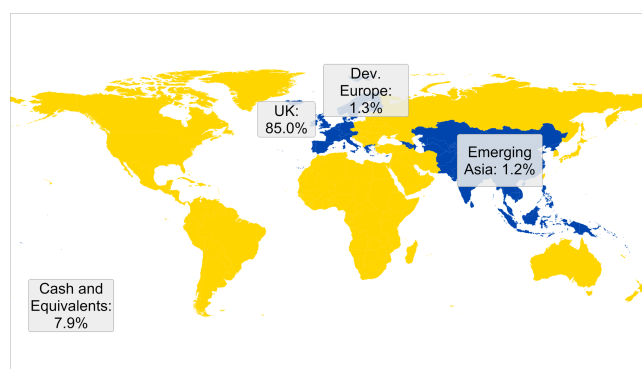 Dev.
Europe:
1.3%
UK:
85.0%
Emerging
Asia: 1.2%
Cash and
Equivalents:
7.9%